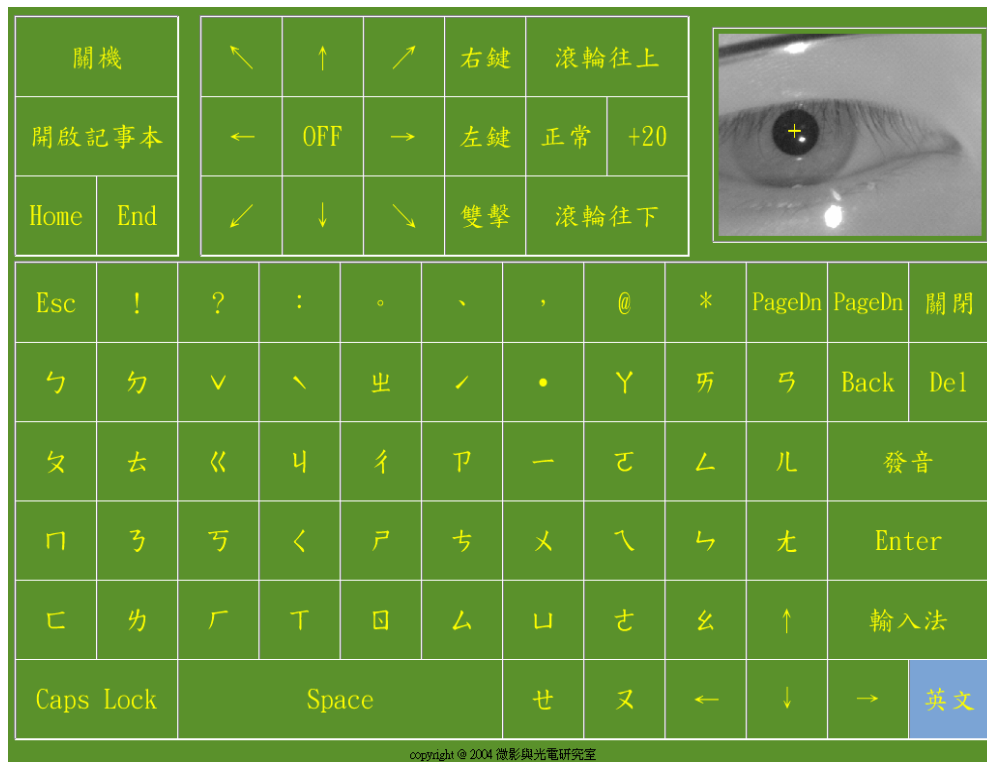 關機 ↖ ↑ ↗ 右鍵 滾輪往上
開啟記事本 ← OFF → 左鍵 正常 +20
Home End ↙ ↓ ↘ 雙擊 滾輪往下
Esc ! ? : 。 、 , @ * PageDn PageDn 關閉
ㄅ ㄉ ˇ ˋ ㄓ ˊ ˙ ㄚ ㄞ ㄢ Back Del
ㄆ ㄊ ㄍ ㄐ ㄔ ㄗ ㄧ ㄛ ㄥ ㄦ 發音
ㄇ ㄋ ㄎ ㄑ ㄕ ㄘ ㄨ ㄟ ㄣ ㄤ Enter
ㄈ ㄌ ㄏ ㄒ ㄖ ㄙ ㄩ ㄜ ㄠ ↑ 輸入法
Caps Lock Space ㄝ ㄡ ← ↓ → 英文
copyright @ 2004 微影與光電研究室